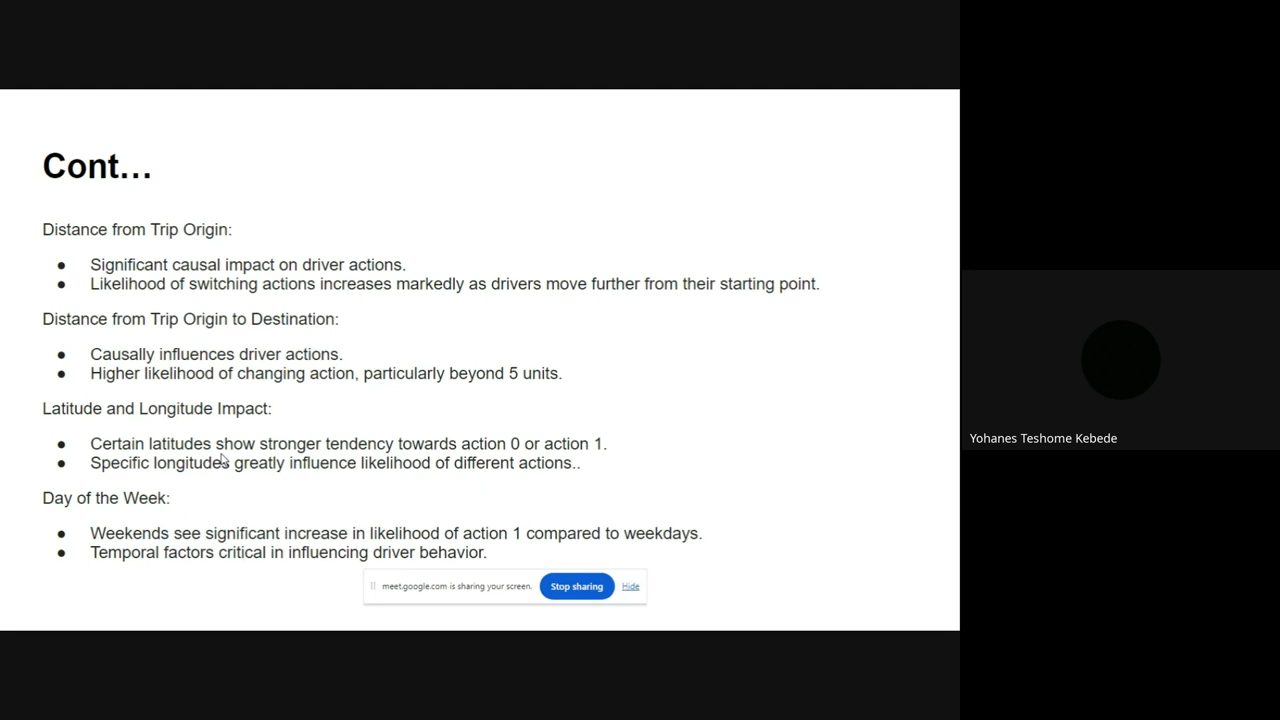 Cont…
Distance from Trip Origin:
● Significant causal impact on driver actions.
● Likelihood of switching actions increases markedly as drivers move further from their starting point.
Distance from Trip Origin to Destination:
● Causally influences driver actions.
● Higher likelihood of changing action, particularly beyond 5 units.
Latitude and Longitude Impact:
● Certain latitudes show stronger tendency towards action 0 or action 1.
● Specific longitudes greatly influence likelihood of different actions..
Day of the Week:
● Weekends see significant increase in likelihood of action 1 compared to weekdays.
● Temporal factors critical in influencing driver behavior.
meet.google.com is sharing your screen. Stop sharing Hide
Yohanes Teshome Kebede